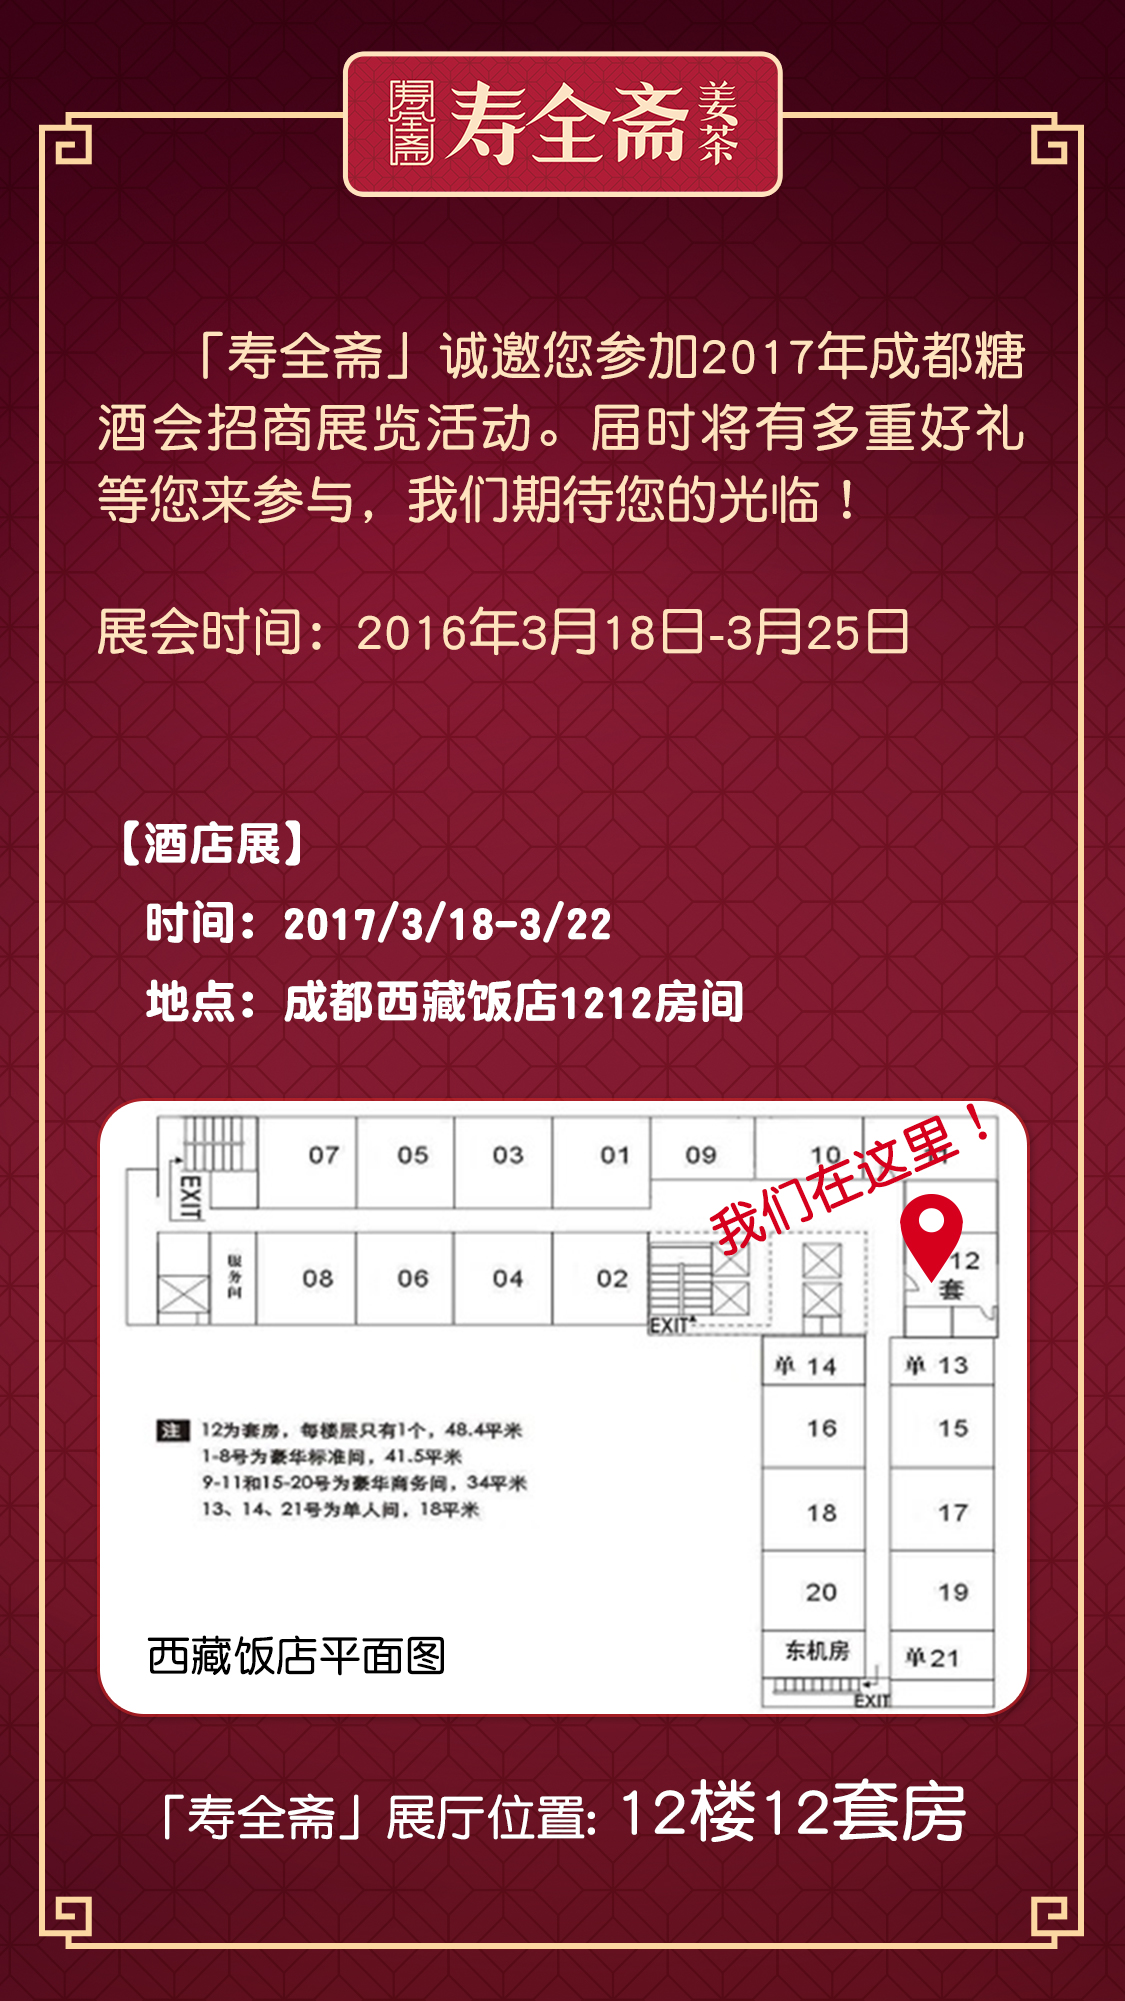 寿全斋 寿全斋 姜茶
「寿全斋」诚邀您参加2017年成都糖
酒会招商展览活动。届时将有多重好礼
等您来参与，我们期待您的光临！
展会时间：2016年3月18日-3月25日
【酒店展】
时间：2017/3/18-3/22
地点：成都西藏饭店1212房间
我们在这里！
07 05 03 01 09 10 11
EXIT
服务间
08 06 04 02
12
套
EXIT
单 14 单 13
16 15
18 17
20 19
东机房 单21
EXIT
注 12为套房，每楼层只有1个，48.4平米
1-8号为豪华标准间，41.5平米
9-11和15-20号为豪华商务间，34平米
13、14、21号为单人间，18平米
西藏饭店平面图
「寿全斋」展厅位置: 12楼12套房